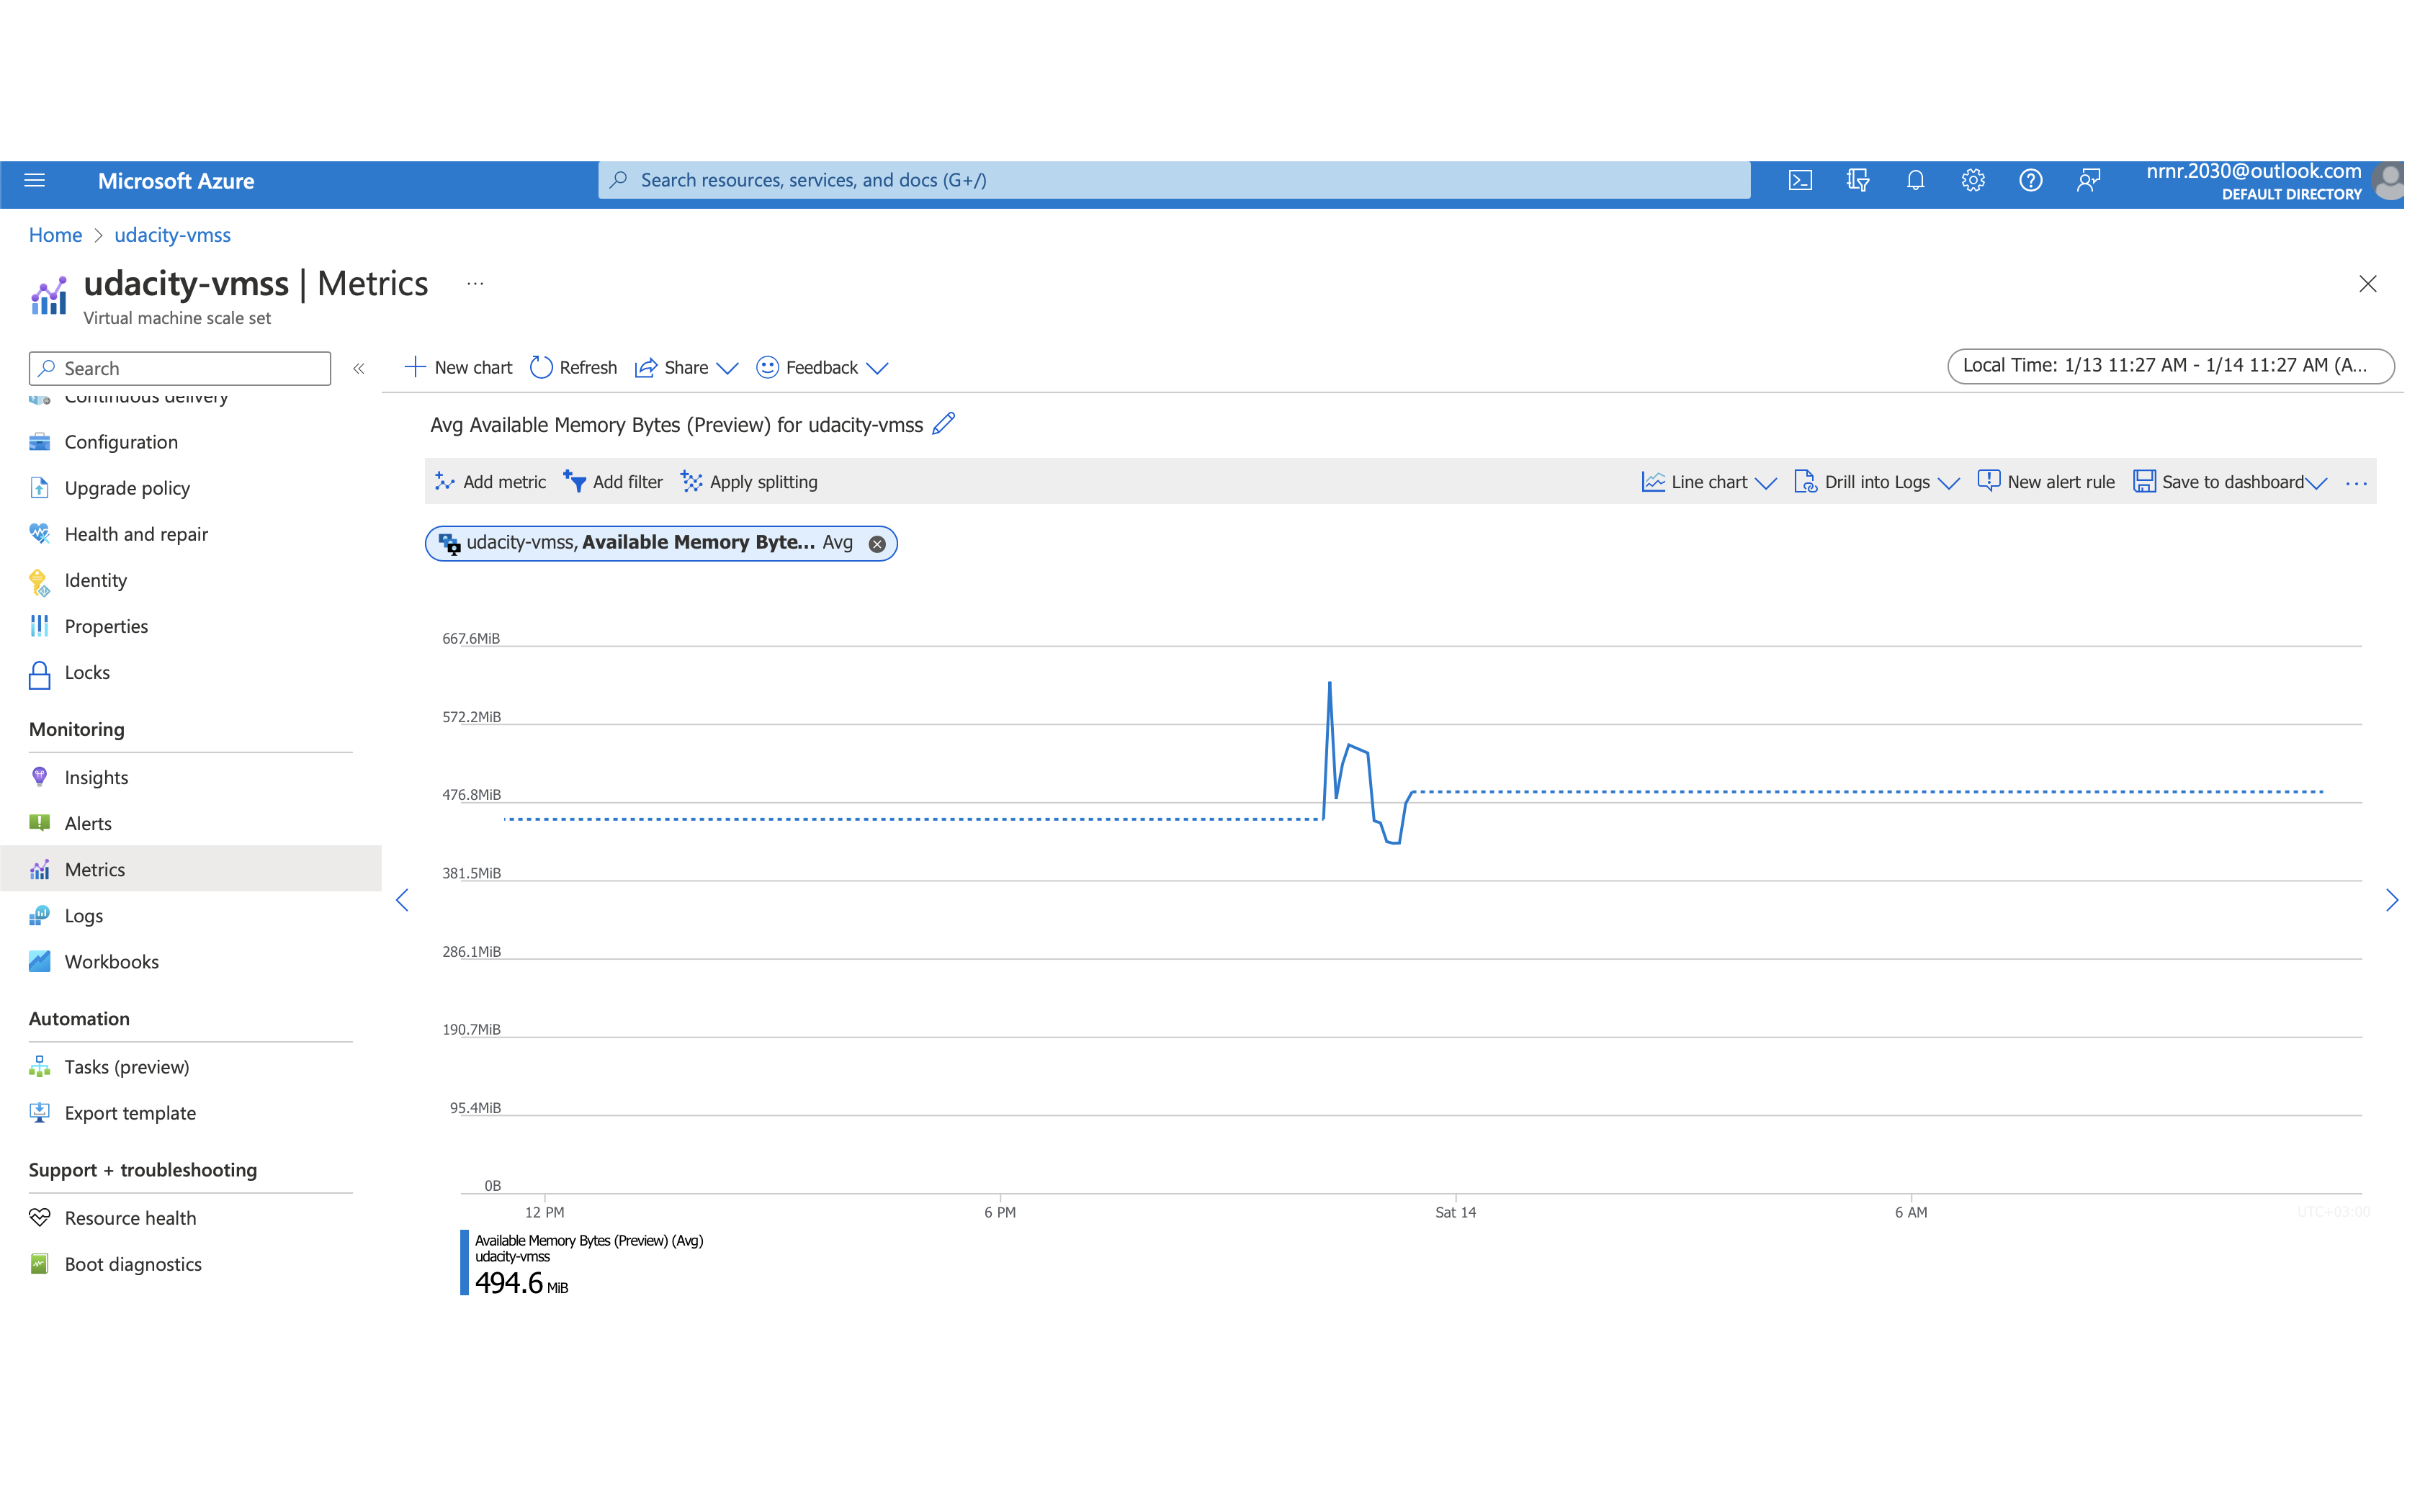 Microsoft Azure
Search resources, services, and docs (G+/)
nrnr.2030@outlook.com
DEFAULT DIRECTORY
Home > udacity-vmss
udacity-vmss | Metrics ...
Virtual machine scale set
Search
«
New chart
Refresh
Share
Feedback
Local Time: 1/13 11:27 AM - 1/14 11:27 AM (A...
Continuous delivery
Configuration
Upgrade policy
Health and repair
Identity
Properties
Locks
Monitoring
Insights
Alerts
Metrics
Logs
Workbooks
Automation
Tasks (preview)
Export template
Support + troubleshooting
Resource health
Boot diagnostics
Avg Available Memory Bytes (Preview) for udacity-vmss
Add metric
Add filter
Apply splitting
Line chart
Drill into Logs
New alert rule
Save to dashboard
...
udacity-vmss, Available Memory Byte... Avg
667.6MiB
572.2MiB
476.8MiB
381.5MiB
286.1MiB
190.7MiB
95.4MiB
0B
12 PM
6 PM
Sat 14
6 AM
UTC+03:00
Available Memory Bytes (Preview) (Avg)
udacity-vmss
494.6 MiB